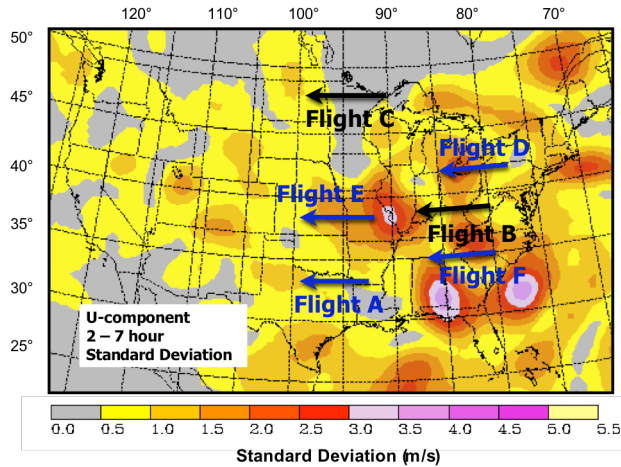 120° 110° 100° 90° 80° 70°
50°
45°
40°
35°
30°
25°
Flight C
Flight D
Flight E
Flight B
Flight F
Flight A
U-component
2 – 7 hour
Standard Deviation
0.0 0.5 1.0 1.5 2.0 2.5 3.0 3.5 4.0 4.5 5.0 5.5
Standard Deviation (m/s)